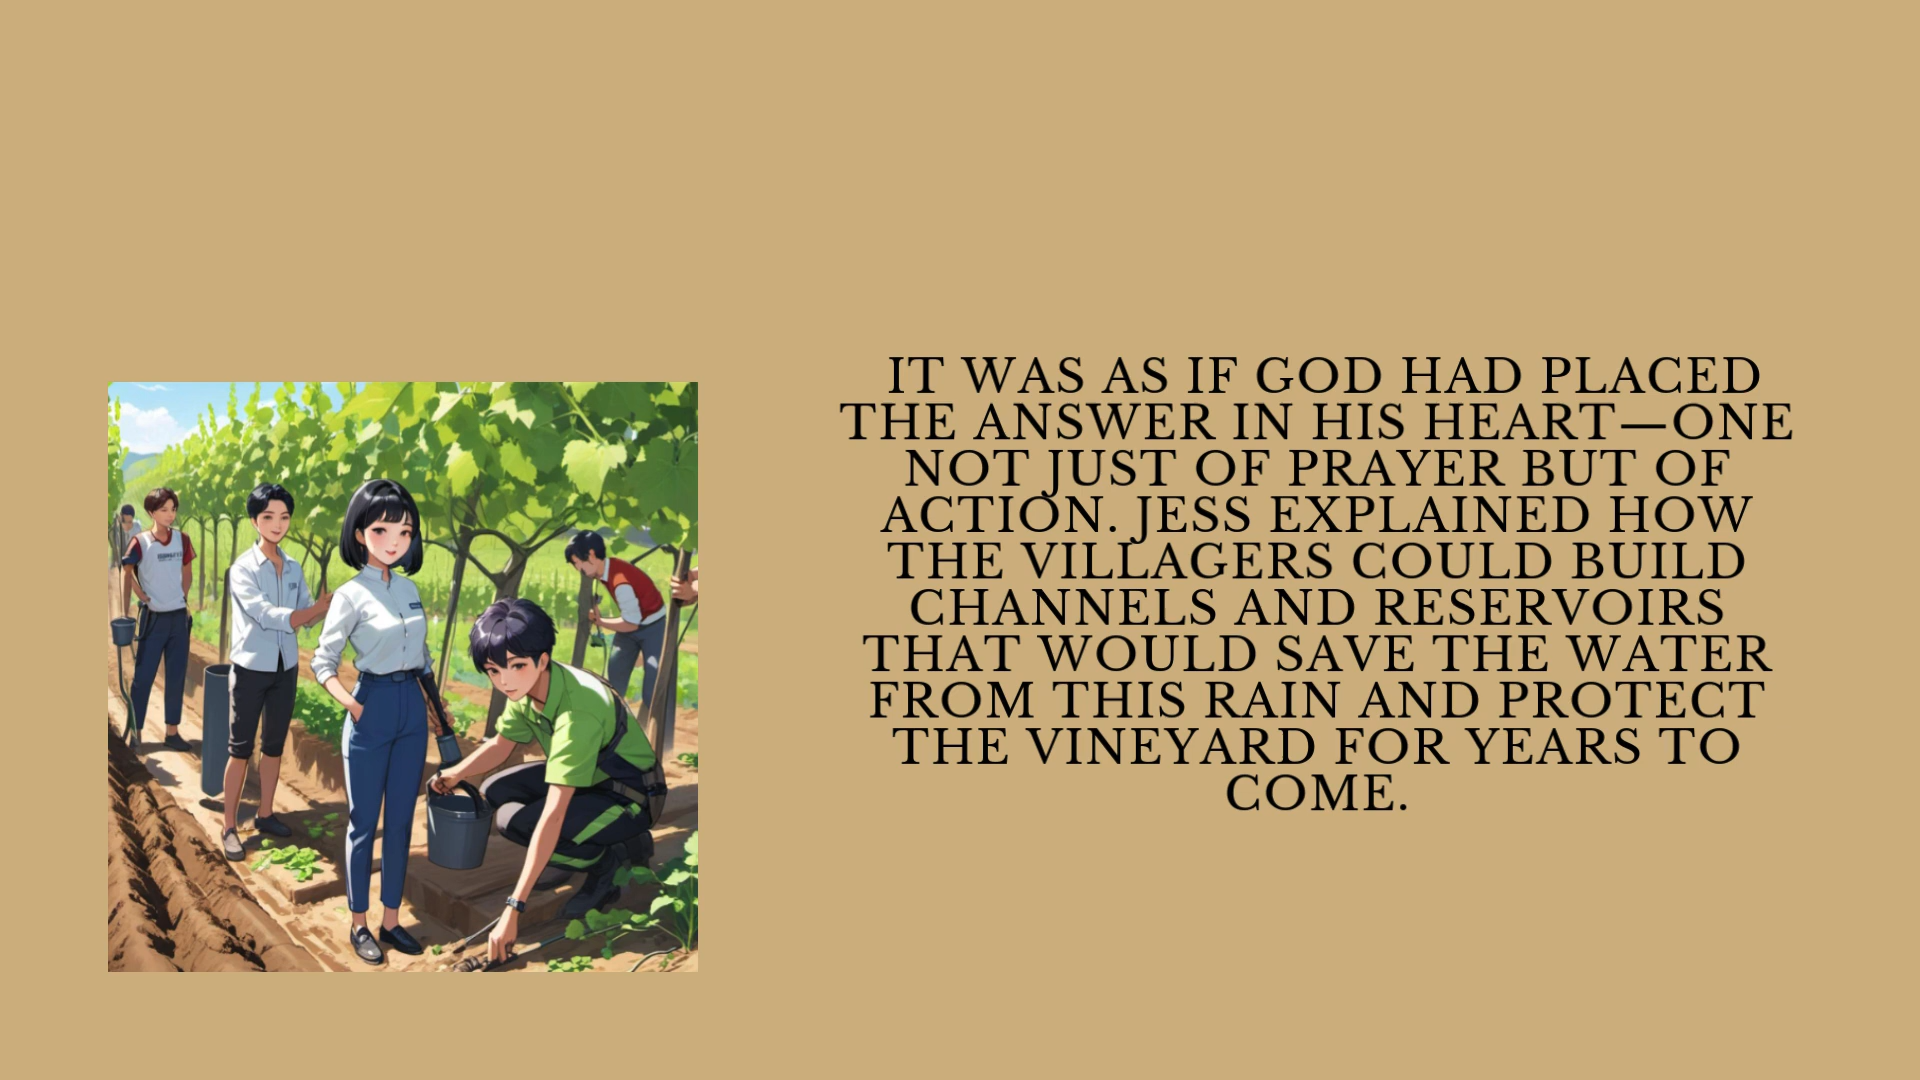 IT WAS AS IF GOD HAD PLACED
THE ANSWER IN HIS HEART—ONE
NOT JUST OF PRAYER BUT OF
ACTION. JESS EXPLAINED HOW
THE VILLAGERS COULD BUILD
CHANNELS AND RESERVOIRS
THAT WOULD SAVE THE WATER
FROM THIS RAIN AND PROTECT
THE VINEYARD FOR YEARS TO
COME.